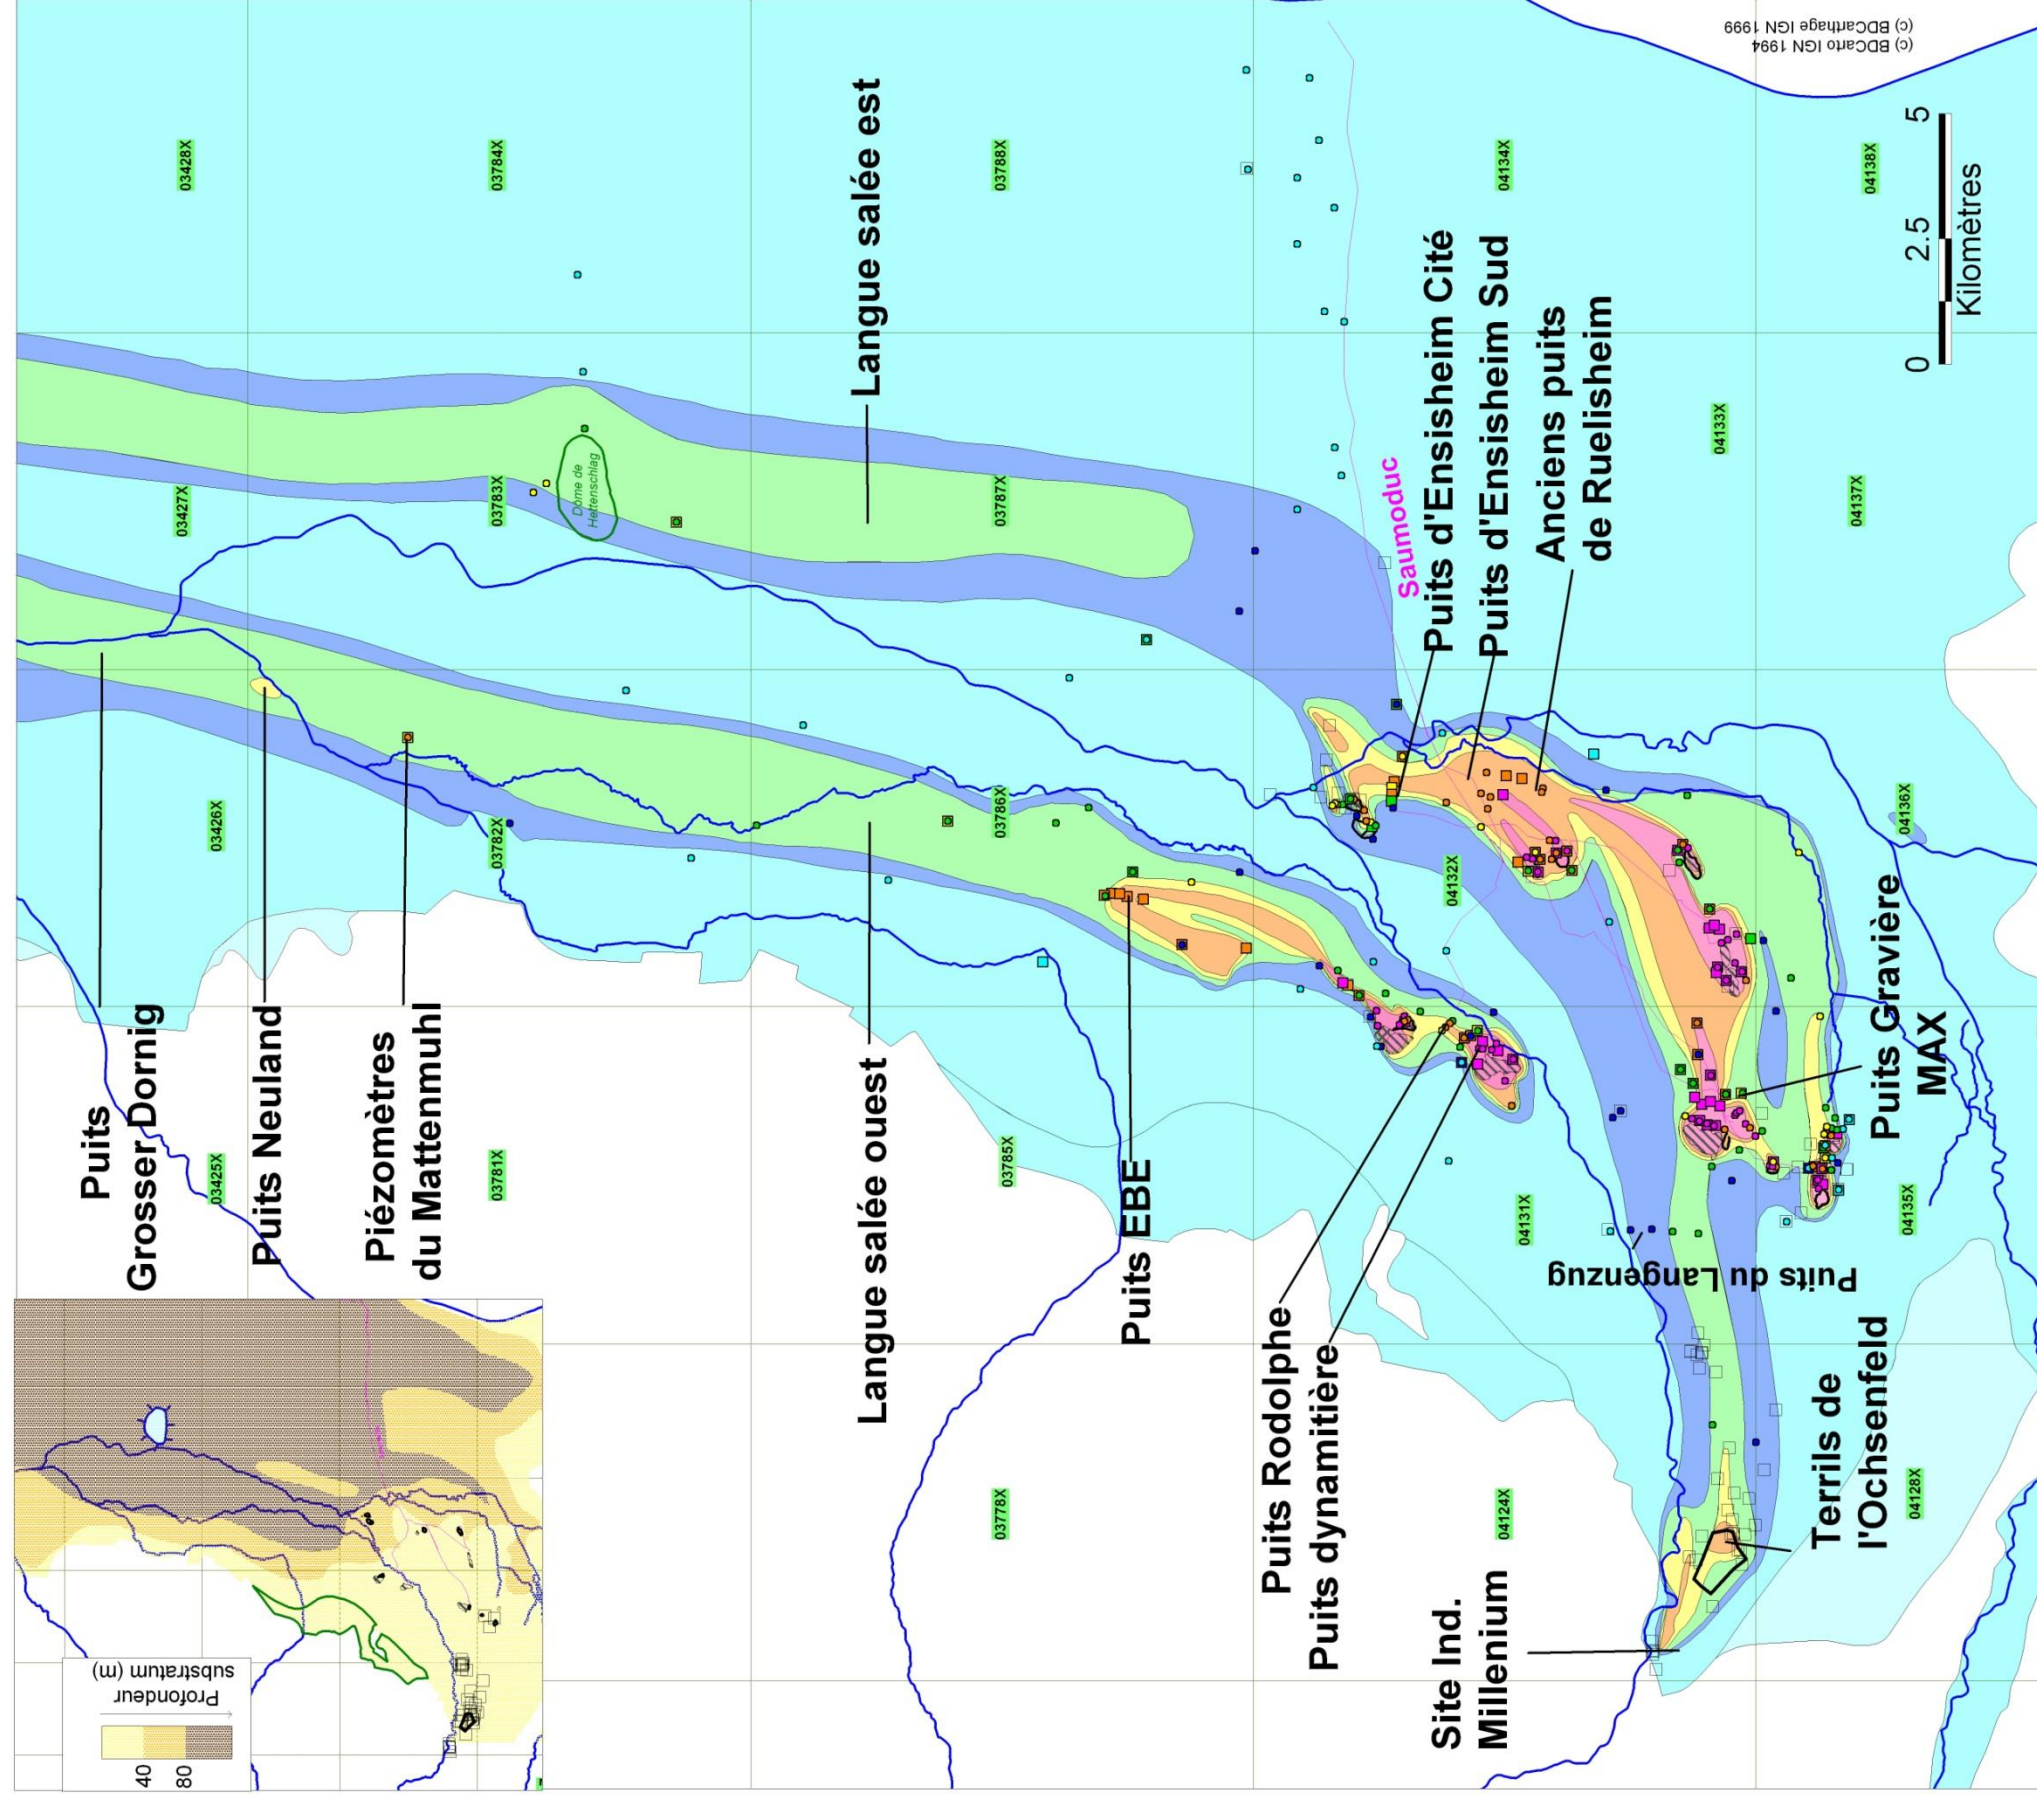 Puits
Grosser Dornig
Puits Neuland
Piézomètres
du Mattenmuhl
Langue salée ouest
Puits EBE
Puits Rodolphe
Puits dynamitière
Site Ind.
Millenium
Terrils de
l'Ochsenfeld
Puits du Langenzug
Puits Gravière
MAX
Langue salée est
Dôme de
Hettenschlag
Saumoduc
Puits d'Ensisheim Cité
Puits d'Ensisheim Sud
Anciens puits
de Ruelisheim
03425X
03426X
03427X
03428X
03781X
03782X
03783X
03784X
03778X
03785X
03786X
03787X
03788X
04124X
04131X
04132X
04134X
04133X
04128X
04135X
04136X
04137X
04138X
0 2.5 5
Kilomètres
(c) BDCarto IGN 1994
(c) BDCarthage IGN 1999
Profondeur
substratum (m)
40
80